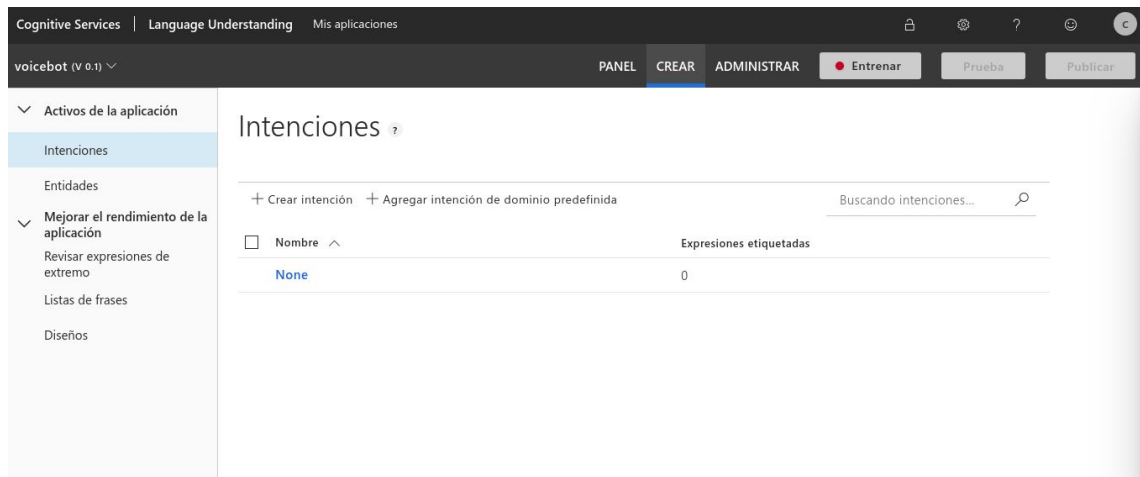 Cognitive Services | Language Understanding Mis aplicaciones ? C
voicebot (V 0.1) PANEL CREAR ADMINISTRAR Entrenar Prueba Publicar
Activos de la aplicación
Intenciones
Entidades
Mejorar el rendimiento de la
aplicación
Revisar expresiones de
extremo
Listas de frases
Diseños
Intenciones ?
+ Crear intención + Agregar intención de dominio predefinida Buscando intenciones...
Nombre Expresiones etiquetadas
None 0